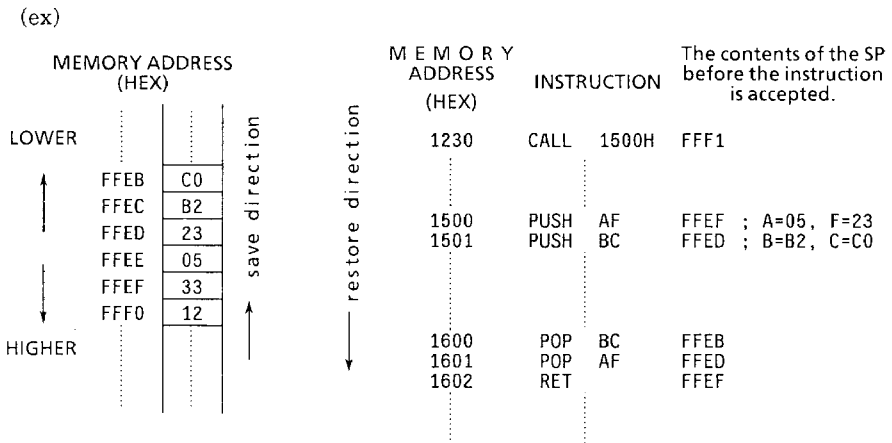 (ex)
MEMORY ADDRESS
(HEX)
LOWER
FFEB C0
FFEC B2
FFED 23
FFEE 05
FFEF 33
FFF0 12
HIGHER
save direction
restore direction
MEMORY ADDRESS (HEX) INSTRUCTION The contents of the SP before the instruction is accepted.
1230 CALL 1500H FFF1
1500 PUSH AF FFEF ; A=05, F=23
1501 PUSH BC FFED ; B=B2, C=C0
1600 POP BC FFEB
1601 POP AF FFED
1602 RET FFEF